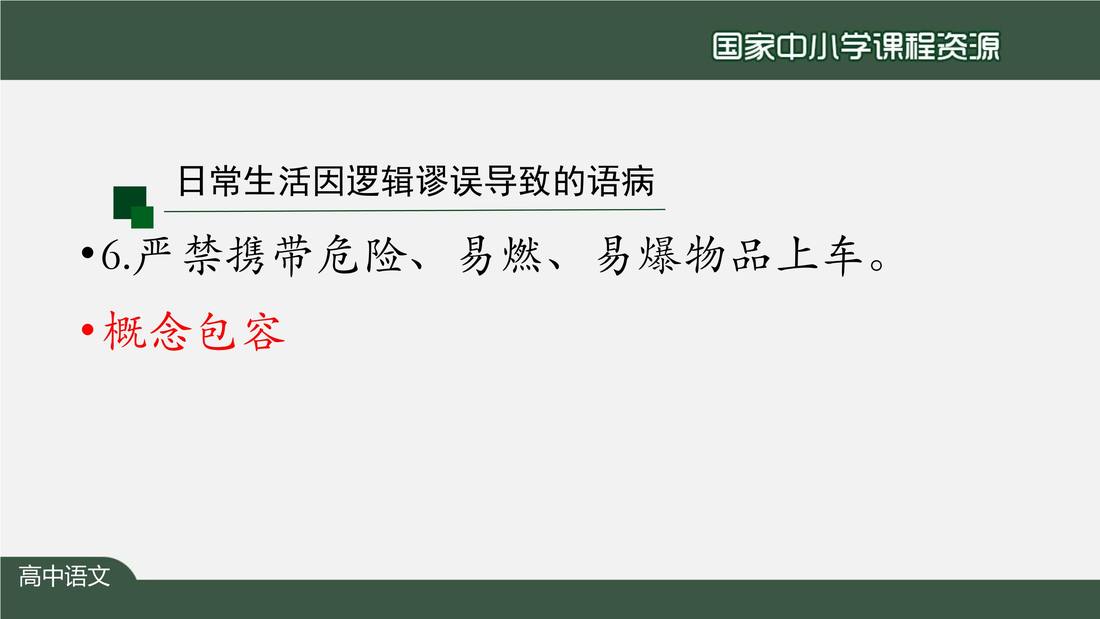 国家中小学课程资源
日常生活因逻辑谬误导致的语病
•6.严禁携带危险、易燃、易爆物品上车。
•概念包容
高中语文